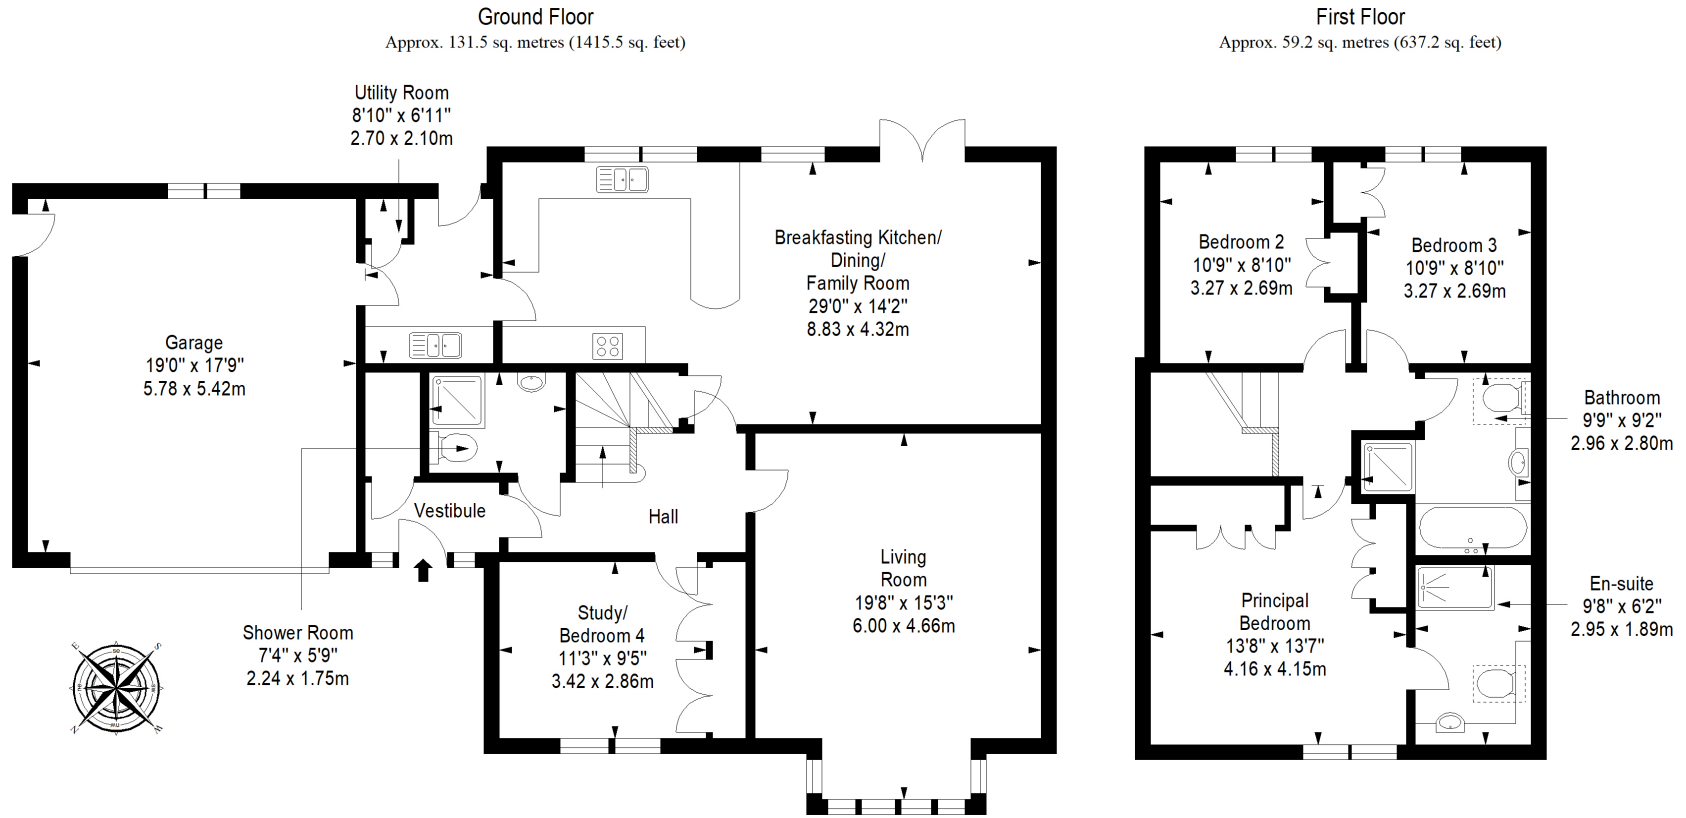 Ground Floor
Approx. 131.5 sq. metres (1415.5 sq. feet)
First Floor
Approx. 59.2 sq. metres (637.2 sq. feet)
Utility Room
8'10" x 6'11"
2.70 x 2.10m
Breakfasting Kitchen/
Dining/
Family Room
29'0" x 14'2"
8.83 x 4.32m
Garage
19'0" x 17'9"
5.78 x 5.42m
Vestibule
Hall
Living
Room
19'8" x 15'3"
6.00 x 4.66m
Study/
Bedroom 4
11'3" x 9'5"
3.42 x 2.86m
Shower Room
7'4" x 5'9"
2.24 x 1.75m
E
S
N
W
Bedroom 2
10'9" x 8'10"
3.27 x 2.69m
Bedroom 3
10'9" x 8'10"
3.27 x 2.69m
Bathroom
9'9" x 9'2"
2.96 x 2.80m
Principal
Bedroom
13'8" x 13'7"
4.16 x 4.15m
En-suite
9'8" x 6'2"
2.95 x 1.89m